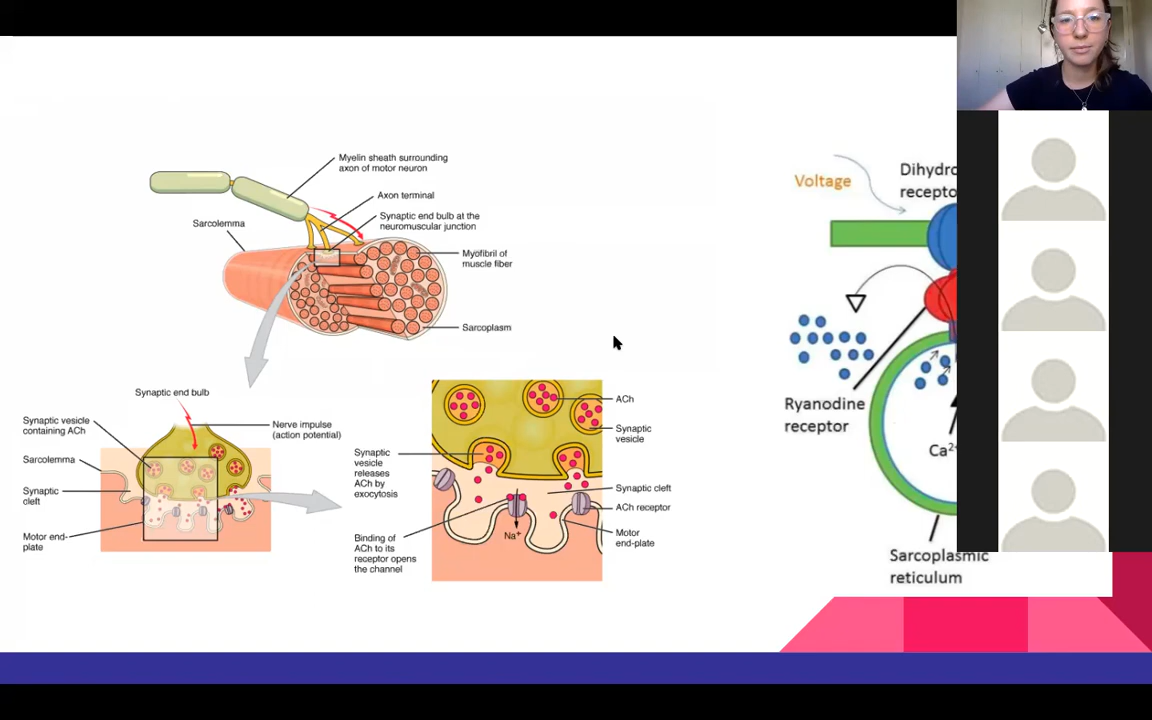 Myelin sheath surrounding
axon of motor neuron
Axon terminal
Synaptic end bulb at the
neuromuscular junction
Sarcolemma
Myofibril of
muscle fiber
Sarcoplasm
Synaptic end bulb
Nerve impulse
(action potential)
Synaptic vesicle
containing ACh
Sarcolemma
Synaptic
cleft
Motor end-
plate
Synaptic
vesicle
releases
ACh by
exocytosis
Binding of
ACh to its
receptor opens
the channel
Na+
ACh
Synaptic
vesicle
Synaptic cleft
ACh receptor
Motor
end-plate
Voltage
Dihydro
recepto
Ryanodine
receptor
Ca2+
Sarcoplasmic
reticulum